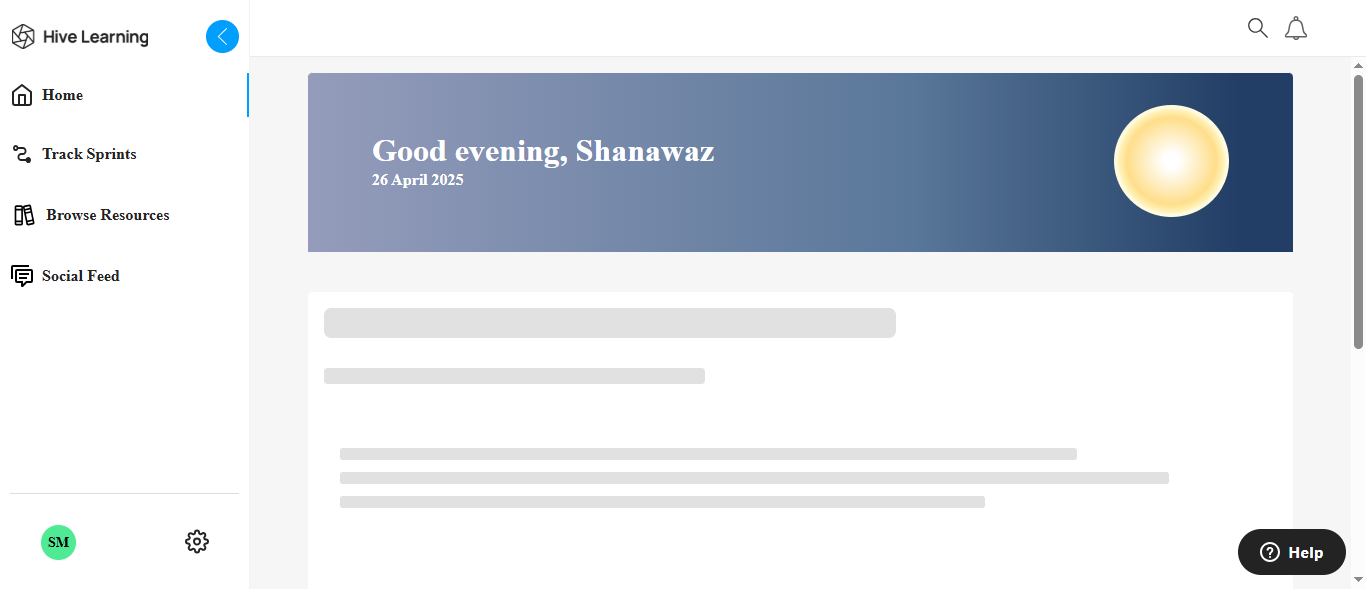 Hive Learning
Home
Track Sprints
Browse Resources
Social Feed
SM
Good evening, Shanawaz
26 April 2025
Help